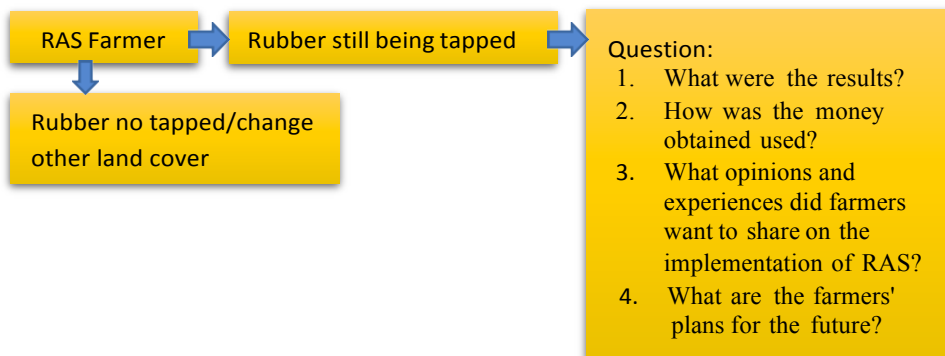 RAS Farmer
Rubber still being tapped
Rubber no tapped/change
other land cover
Question:
1. What were the results?
2. How was the money
obtained used?
3. What opinions and
experiences did farmers
want to share on the
implementation of RAS?
4. What are the farmers'
plans for the future?